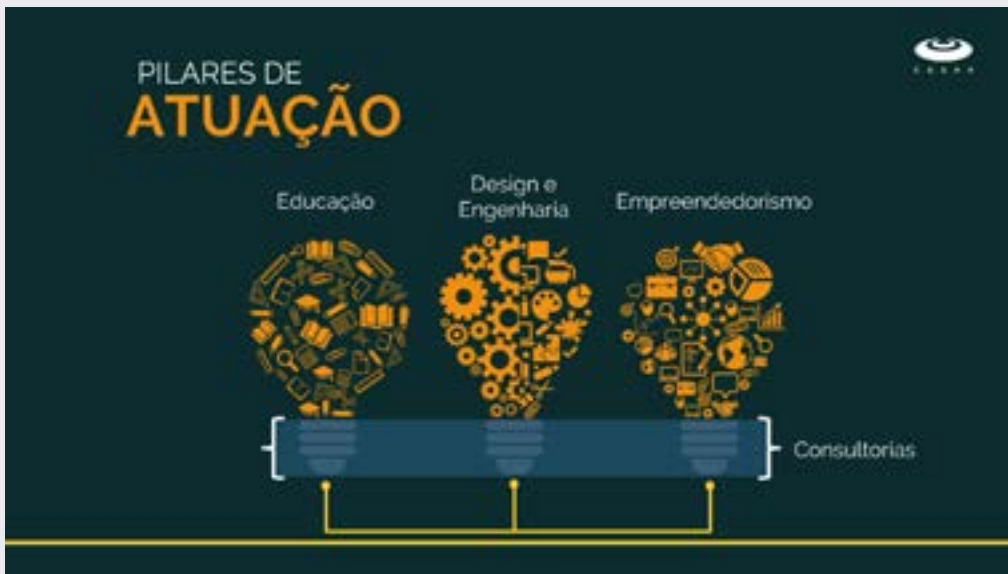 PILARES DE
ATUAÇÃO
Educação
Design e
Engenharia
Empreendedorismo
Consultorias